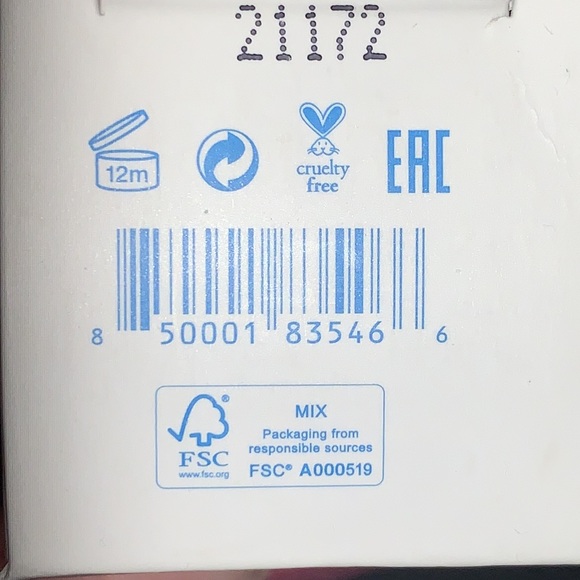 21172
12m
cruelty
free
EAC
8 50001 83546 6
FSC®
www.fsc.org
MIX
Packaging from
responsible sources
FSC® A000519